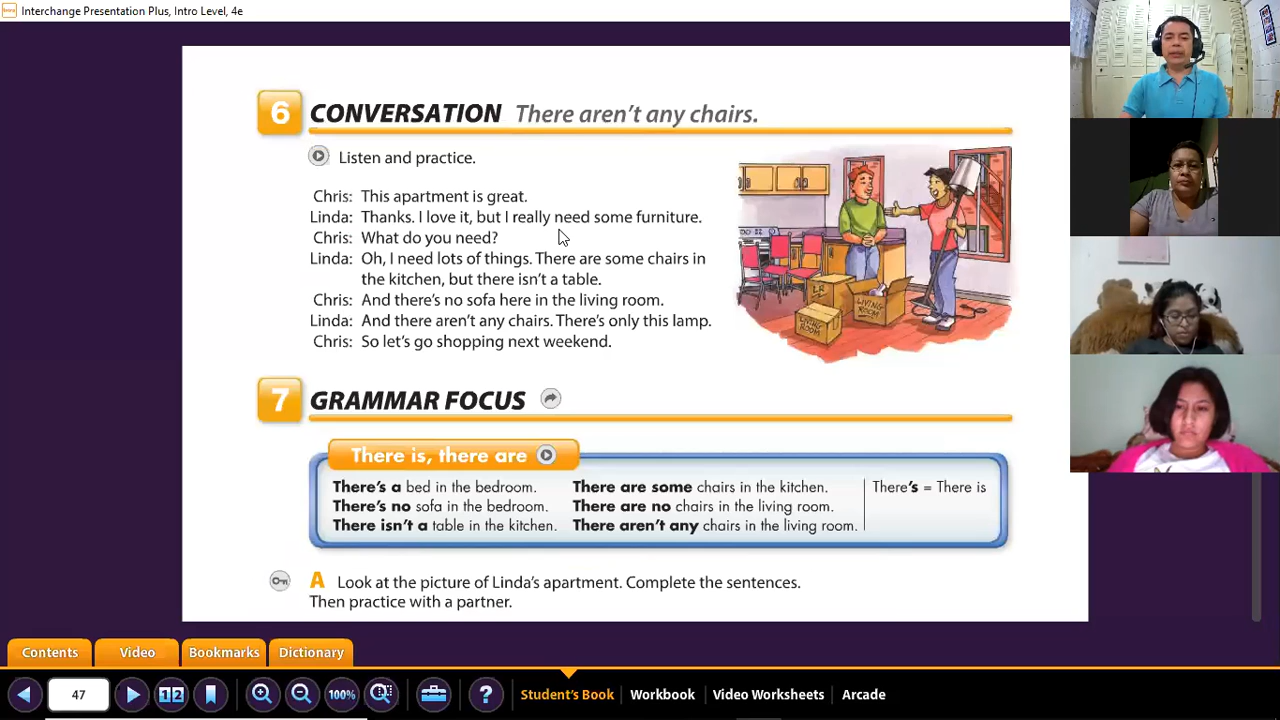 Interchange Presentation Plus, Intro Level, 4e
6 CONVERSATION There aren't any chairs.
Listen and practice.
Chris: This apartment is great.
Linda: Thanks. I love it, but I really need some furniture.
Chris: What do you need?
Linda: Oh, I need lots of things. There are some chairs in
the kitchen, but there isn't a table.
Chris: And there's no sofa here in the living room.
Linda: And there aren't any chairs. There's only this lamp.
Chris: So let's go shopping next weekend.
LIVING ROOM
LIVING ROOM
7 GRAMMAR FOCUS
There is, there are
There's a bed in the bedroom. There are some chairs in the kitchen. There's = There is
There's no sofa in the bedroom. There are no chairs in the living room.
There isn't a table in the kitchen. There aren't any chairs in the living room.
A Look at the picture of Linda's apartment. Complete the sentences.
Then practice with a partner.
Contents Video Bookmarks Dictionary
47 1 2 100% ? Student's Book Workbook Video Worksheets Arcade